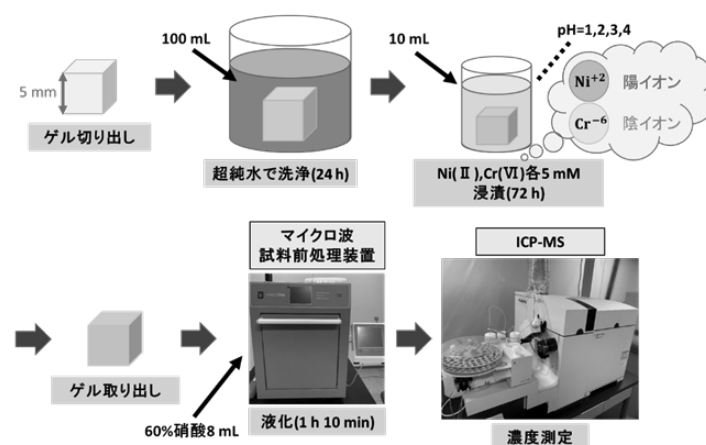 100 mL
10 mL
pH=1,2,3,4
Ni+2 陽イオン
Cr−6 陰イオン
5 mm
ゲル切り出し
超純水で洗浄(24 h)
Ni(Ⅱ),Cr(Ⅵ)各5 mM
浸漬(72 h)
マイクロ波
試料前処理装置
ICP-MS
ゲル取り出し
60%硝酸8 mL
液化(1 h 10 min)
濃度測定